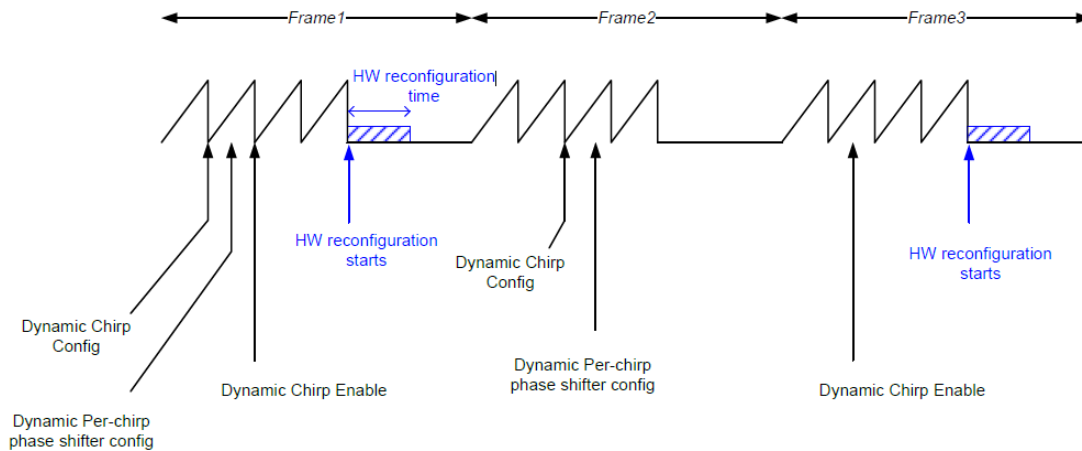 Frame1
Frame2
Frame3
HW reconfiguration
time
HW reconfiguration
starts
Dynamic Chirp
Config
HW reconfiguration
starts
Dynamic Chirp
Config
Dynamic Chirp Enable
Dynamic Per-chirp
phase shifter config
Dynamic Chirp Enable
Dynamic Per-chirp
phase shifter config